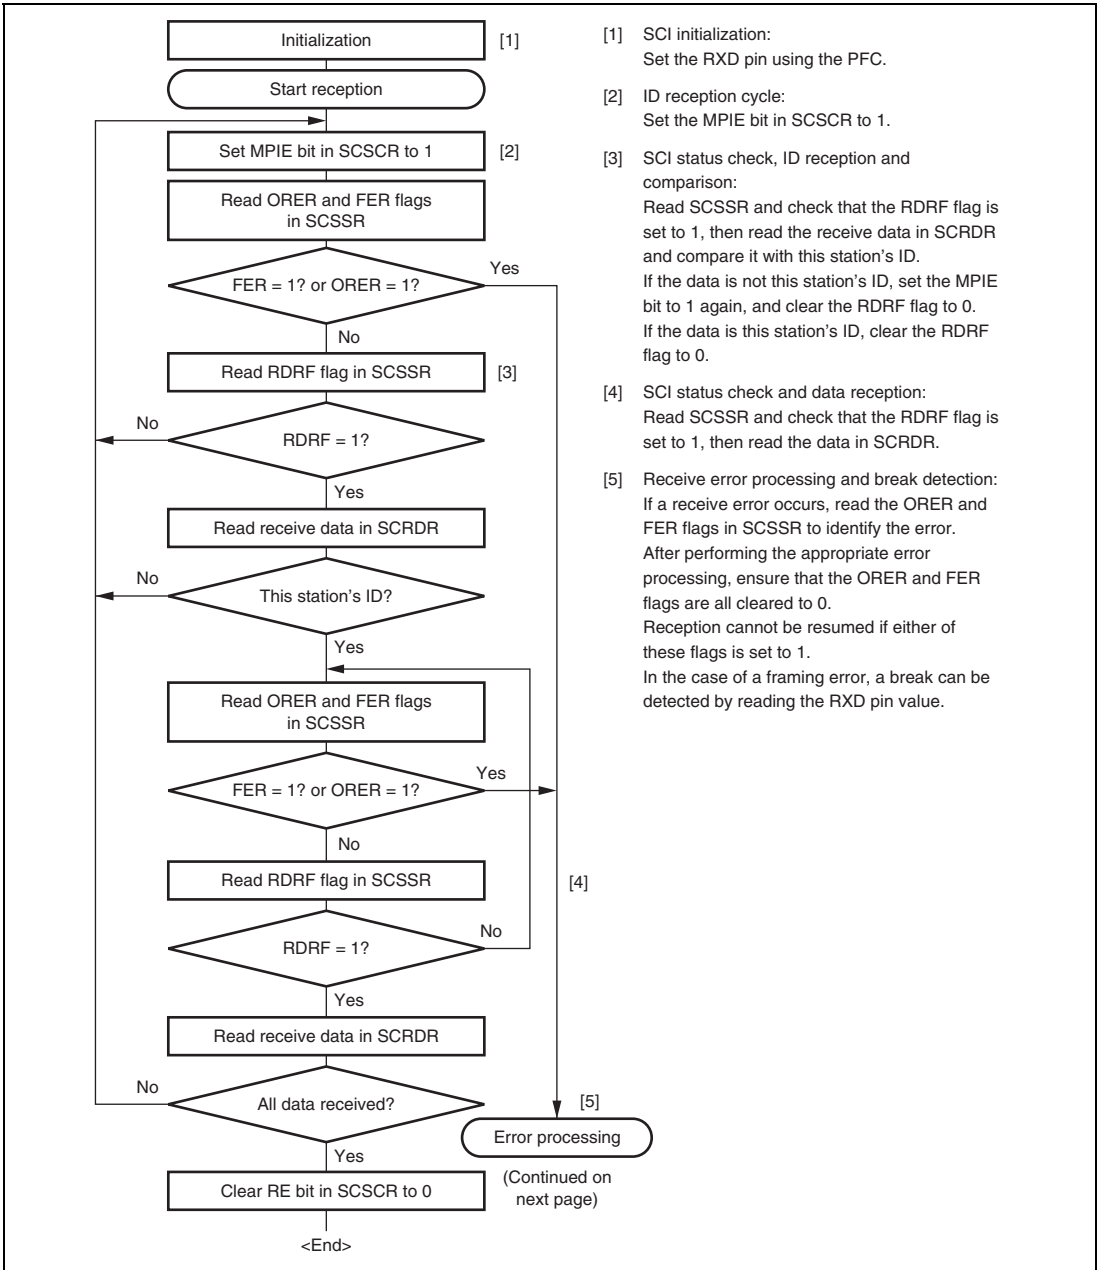 Initialization
[1]
Start reception
Set MPIE bit in SCSCR to 1
[2]
Read ORER and FER flags
in SCSSR
FER = 1? or ORER = 1?
Yes
No
Read RDRF flag in SCSSR
[3]
No
RDRF = 1?
Yes
Read receive data in SCRDR
No
This station's ID?
Yes
Read ORER and FER flags
in SCSSR
FER = 1? or ORER = 1?
Yes
No
Read RDRF flag in SCSSR
[4]
RDRF = 1?
No
Yes
Read receive data in SCRDR
No
All data received?
[5]
Error processing
(Continued on
next page)
Yes
Clear RE bit in SCSCR to 0
<End>
[1] SCI initialization:
Set the RXD pin using the PFC.
[2] ID reception cycle:
Set the MPIE bit in SCSCR to 1.
[3] SCI status check, ID reception and
comparison:
Read SCSSR and check that the RDRF flag is
set to 1, then read the receive data in SCRDR
and compare it with this station's ID.
If the data is not this station's ID, set the MPIE
bit to 1 again, and clear the RDRF flag to 0.
If the data is this station's ID, clear the RDRF
flag to 0.
[4] SCI status check and data reception:
Read SCSSR and check that the RDRF flag is
set to 1, then read the data in SCRDR.
[5] Receive error processing and break detection:
If a receive error occurs, read the ORER and
FER flags in SCSSR to identify the error.
After performing the appropriate error
processing, ensure that the ORER and FER
flags are all cleared to 0.
Reception cannot be resumed if either of
these flags is set to 1.
In the case of a framing error, a break can be
detected by reading the RXD pin value.